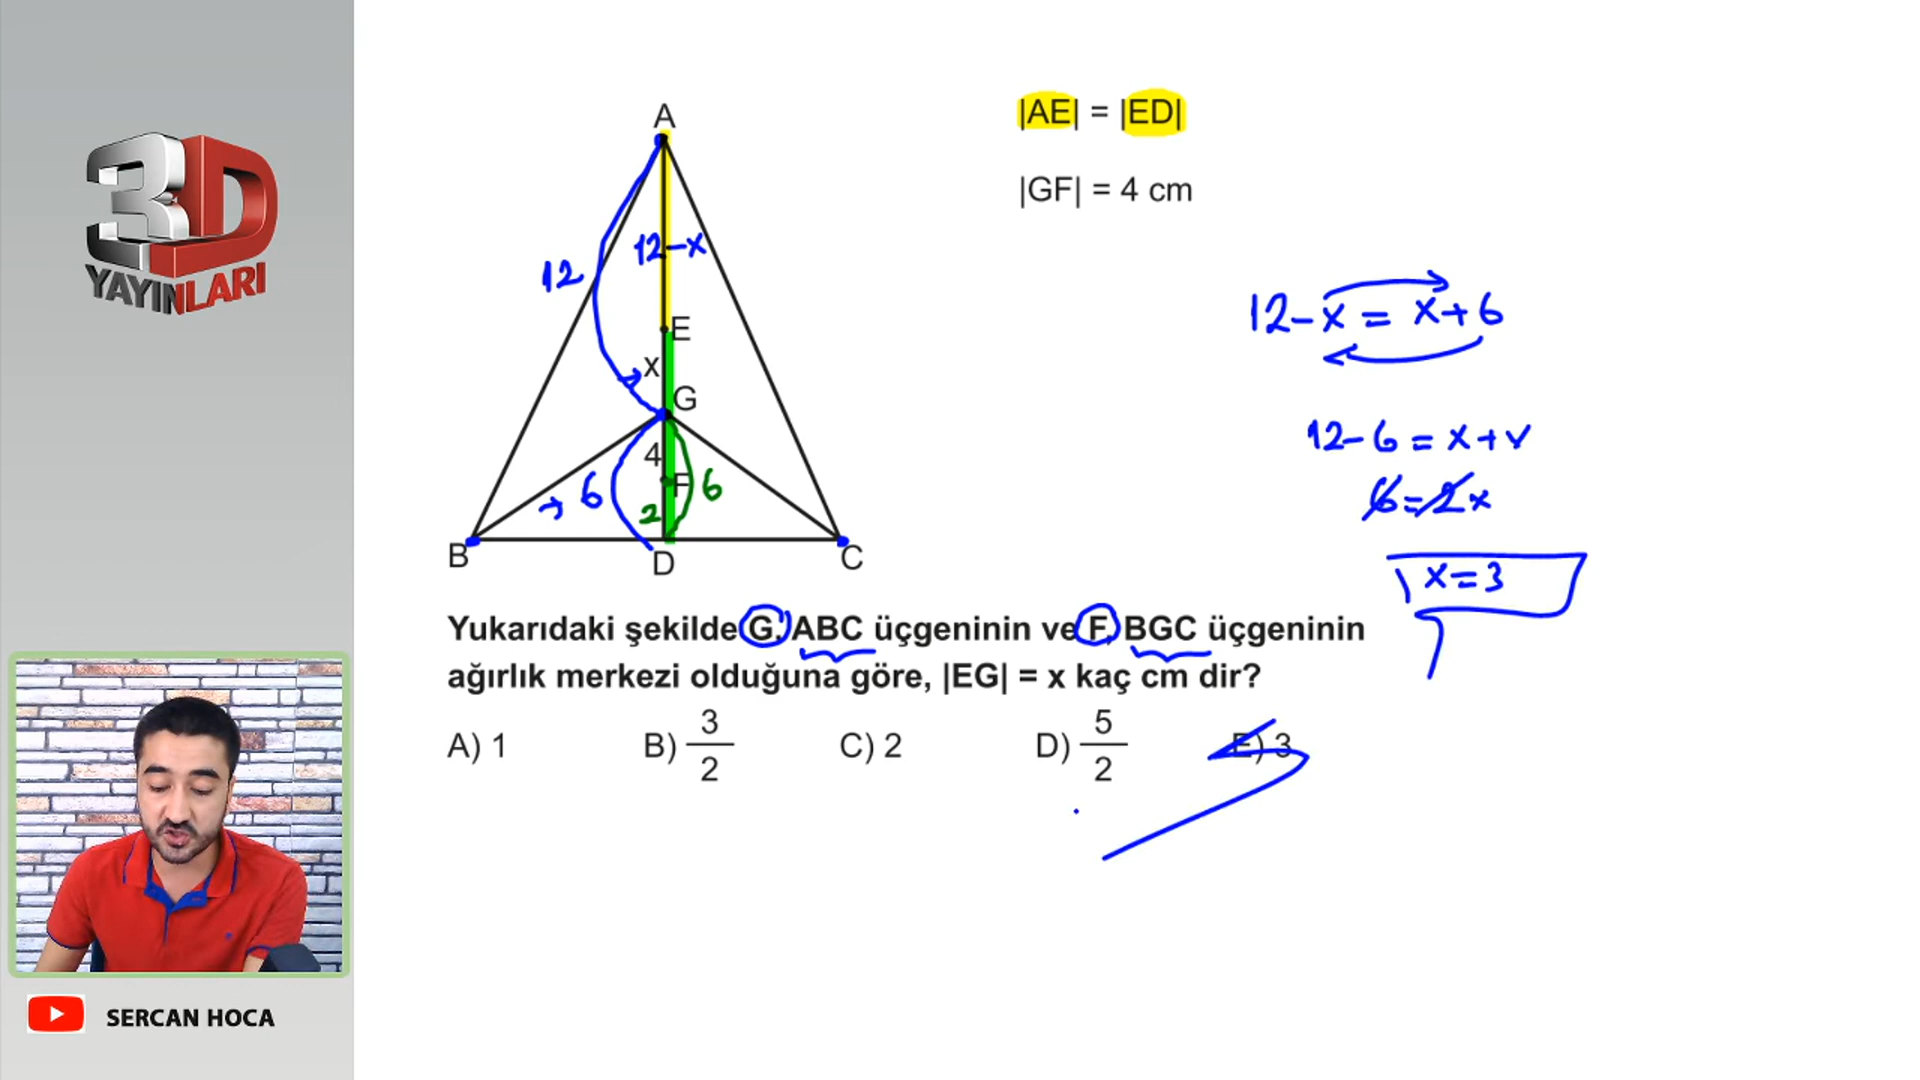 3D
YAYINLARI
A
|AE| = |ED|
|GF| = 4 cm
12
12-x
E
x
G
4
F
6
6
2
B
D
C
12-x = x+6
12-6 = x+x
6=2x
x=3
Yukarıdaki şekilde G, ABC üçgeninin ve F, BGC üçgeninin
ağırlık merkezi olduğuna göre, |EG| = x kaç cm dir?
A) 1 B) 3/2 C) 2 D) 5/2 E) 3
SERCAN HOCA